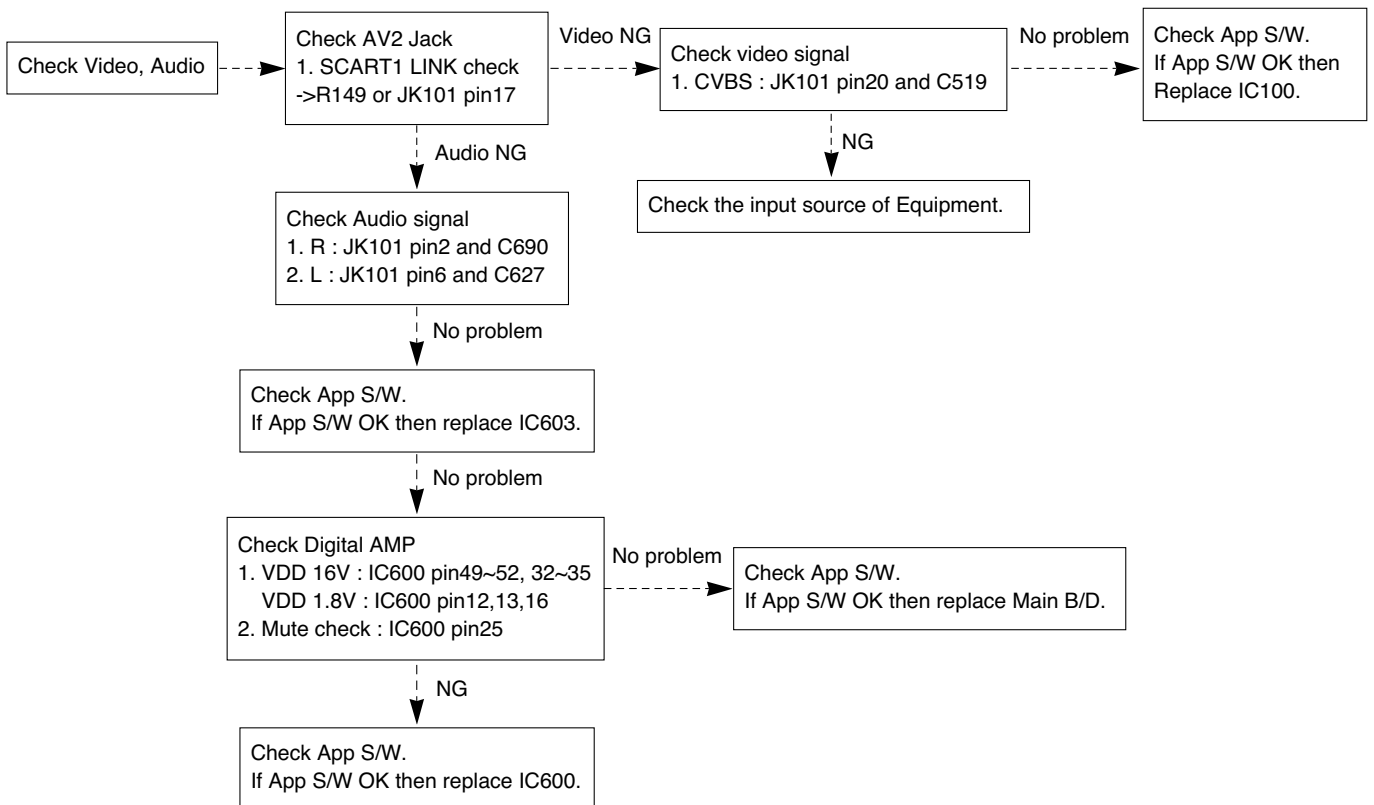 Check Video, Audio
Check AV2 Jack
1. SCART1 LINK check
->R149 or JK101 pin17
Video NG
Check video signal
1. CVBS : JK101 pin20 and C519
No problem
Check App S/W.
If App S/W OK then
Replace IC100.
NG
Check the input source of Equipment.
Audio NG
Check Audio signal
1. R : JK101 pin2 and C690
2. L : JK101 pin6 and C627
No problem
Check App S/W.
If App S/W OK then replace IC603.
No problem
Check Digital AMP
1. VDD 16V : IC600 pin49~52, 32~35
VDD 1.8V : IC600 pin12,13,16
2. Mute check : IC600 pin25
No problem
Check App S/W.
If App S/W OK then replace Main B/D.
NG
Check App S/W.
If App S/W OK then replace IC600.